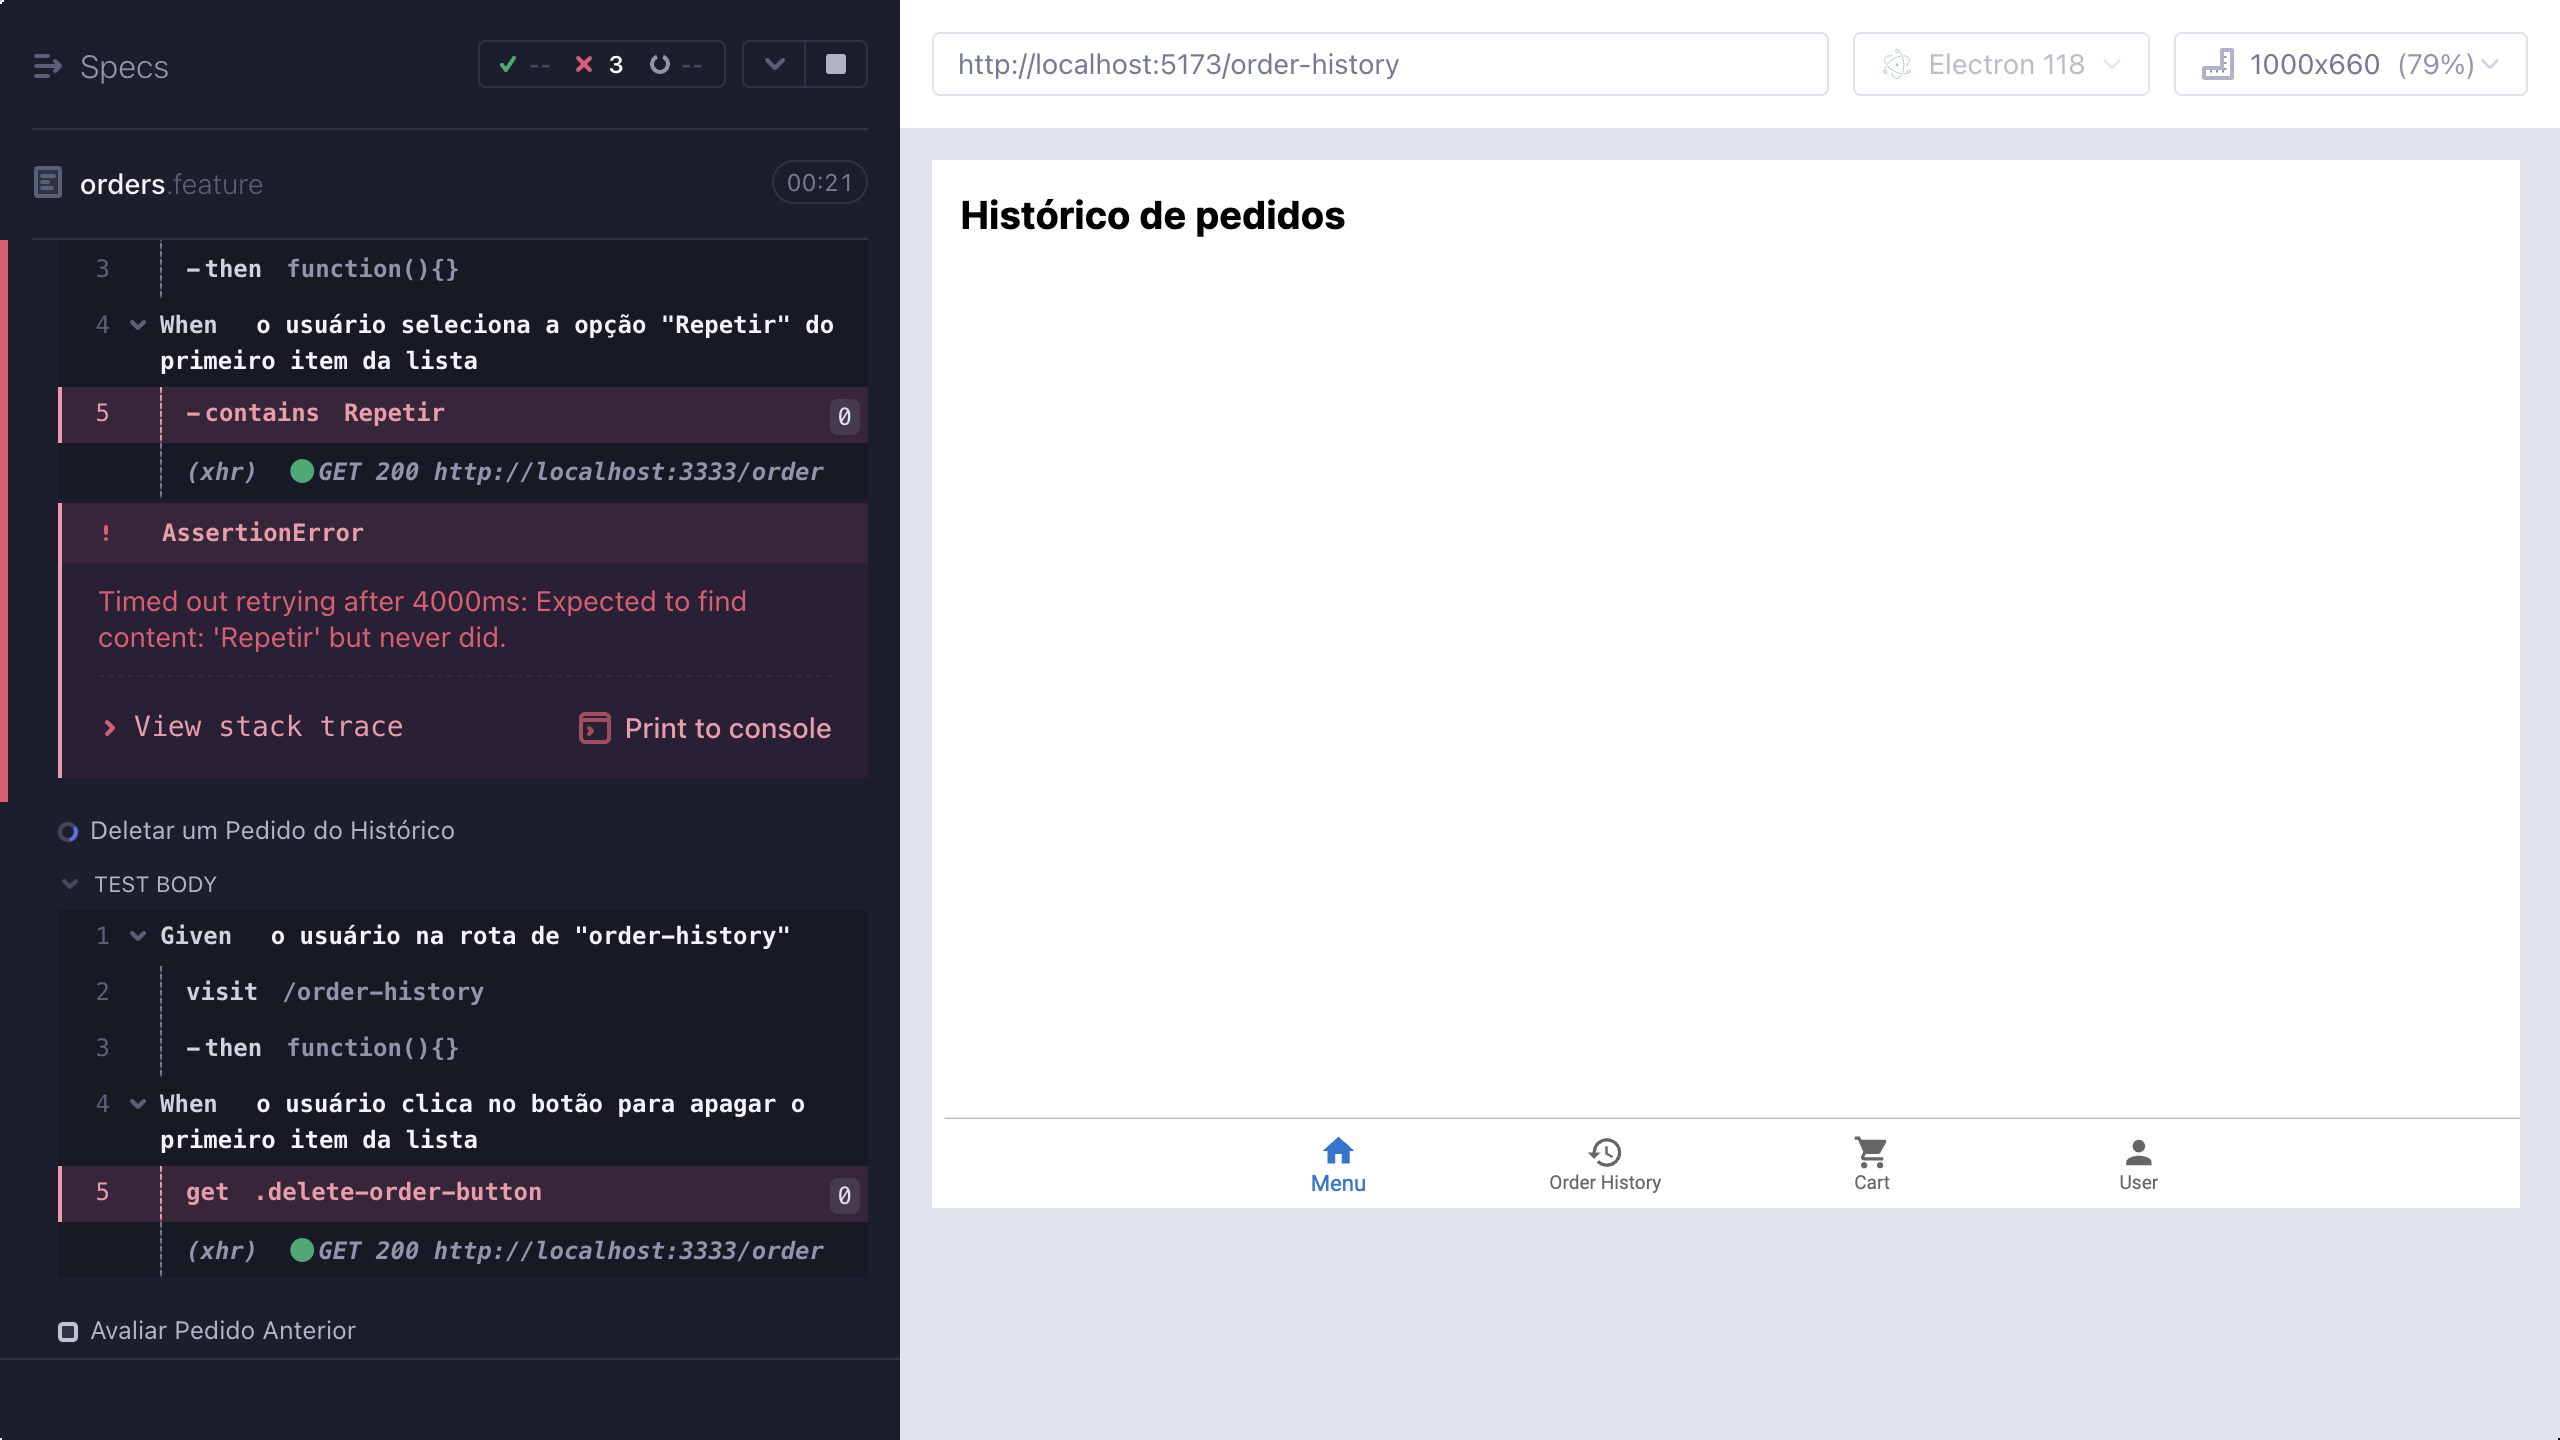 Specs
-- 3 --
orders.feature
00:21
3 -then function(){}
4 When o usuário seleciona a opção "Repetir" do
primeiro item da lista
5 -contains Repetir 0
(xhr) GET 200 http://localhost:3333/order
! AssertionError
Timed out retrying after 4000ms: Expected to find
content: 'Repetir' but never did.
View stack trace
Print to console
Deletar um Pedido do Histórico
TEST BODY
1 Given o usuário na rota de "order-history"
2 visit /order-history
3 -then function(){}
4 When o usuário clica no botão para apagar o
primeiro item da lista
5 get .delete-order-button 0
(xhr) GET 200 http://localhost:3333/order
Avaliar Pedido Anterior
http://localhost:5173/order-history
Electron 118
1000x660 (79%)
Histórico de pedidos
Menu
Order History
Cart
User